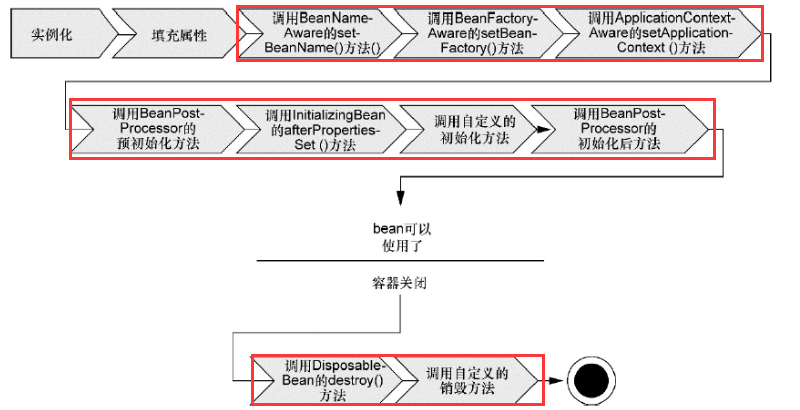 实例化
填充属性
调用BeanName-
Aware的set-
BeanName()方法()
调用BeanFactory-
Aware的setBean-
Factory()方法
调用ApplicationContext-
Aware的setApplication-
Context ()方法
调用BeanPost-
Processor的
预初始化方法
调用InitializingBean
的afterProperties-
Set ()方法
调用自定义的
初始化方法
调用BeanPost-
Processor的
初始化后方法
bean可以
使用了
容器关闭
调用Disposable-
Bean的destroy()
方法
调用自定义的
销毁方法